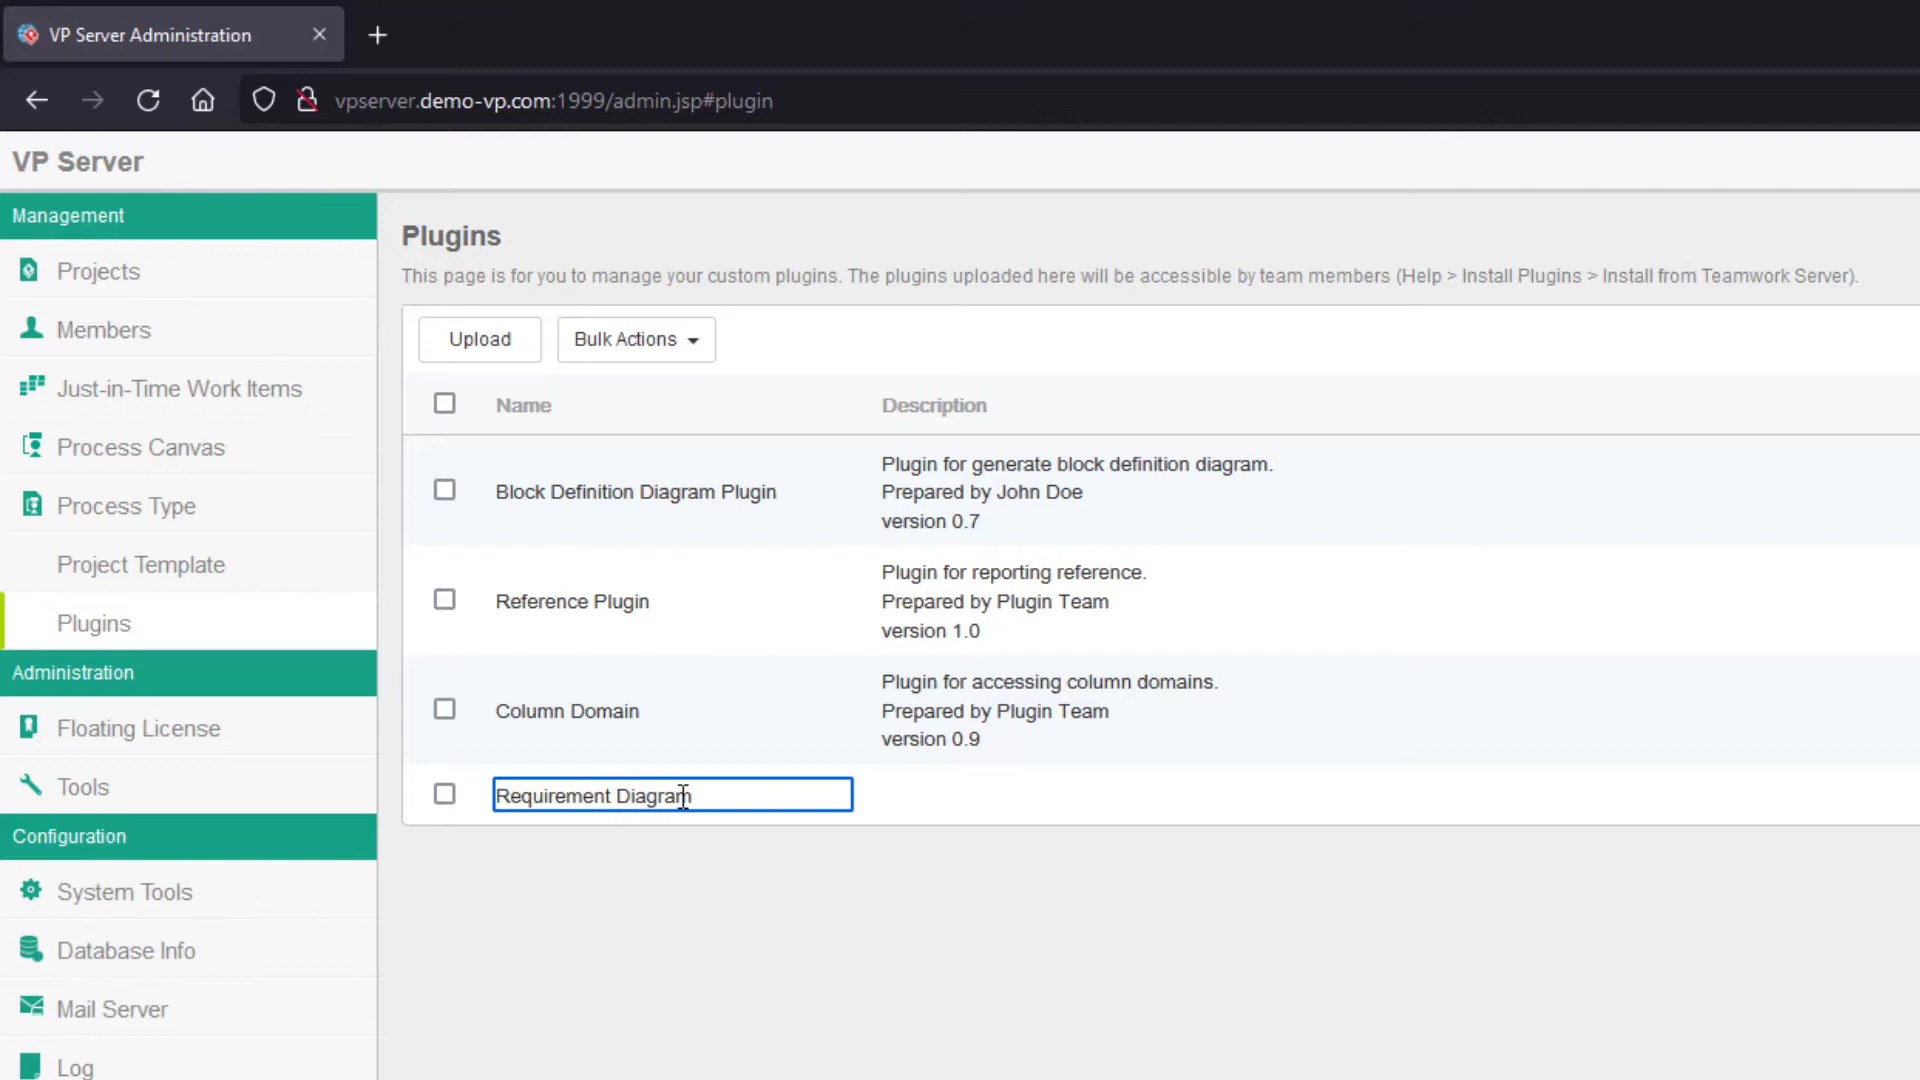 VP Server Administration
vpserver.demo-vp.com:1999/admin.jsp#plugin
VP Server
Management
Projects
Members
Just-in-Time Work Items
Process Canvas
Process Type
Project Template
Plugins
Administration
Floating License
Tools
Configuration
System Tools
Database Info
Mail Server
Log
Plugins
This page is for you to manage your custom plugins. The plugins uploaded here will be accessible by team members (Help > Install Plugins > Install from Teamwork Server).
Upload
Bulk Actions
Name
Description
Block Definition Diagram Plugin
Plugin for generate block definition diagram.
Prepared by John Doe
version 0.7
Reference Plugin
Plugin for reporting reference.
Prepared by Plugin Team
version 1.0
Column Domain
Plugin for accessing column domains.
Prepared by Plugin Team
version 0.9
Requirement Diagram